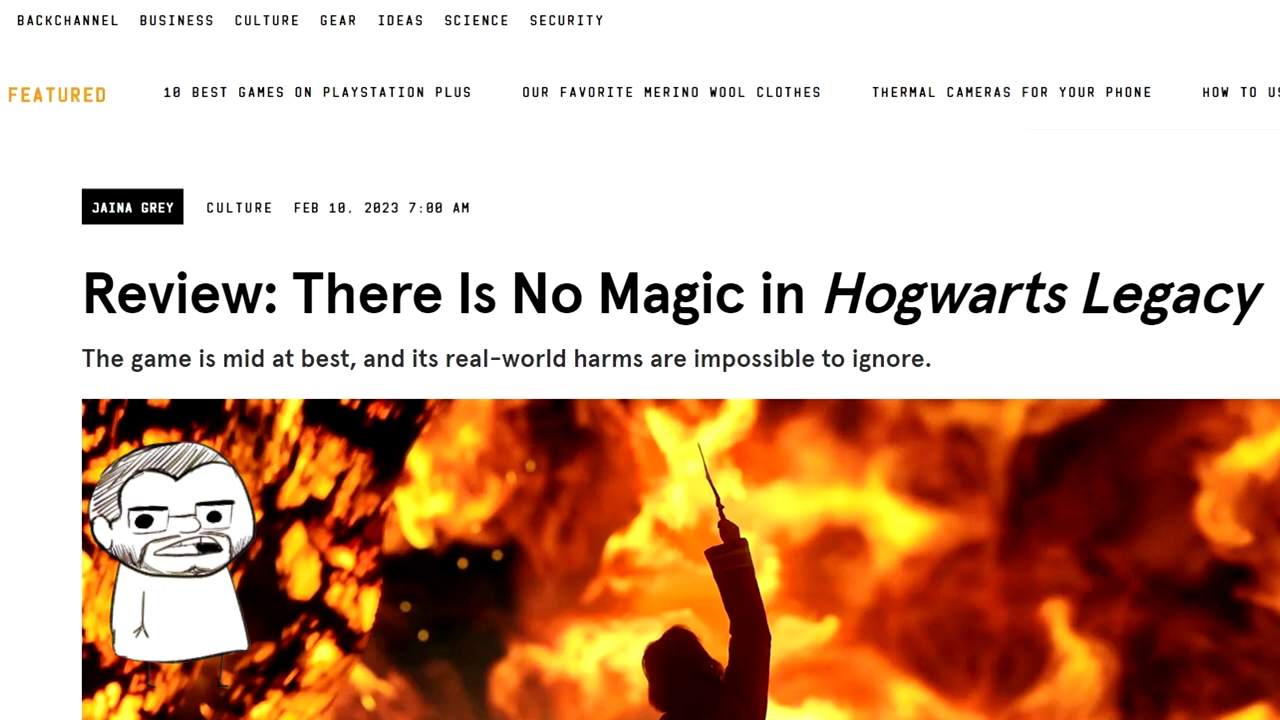 BACKCHANNEL BUSINESS CULTURE GEAR IDEAS SCIENCE SECURITY
FEATURED 10 BEST GAMES ON PLAYSTATION PLUS OUR FAVORITE MERINO WOOL CLOTHES THERMAL CAMERAS FOR YOUR PHONE HOW TO
JAINA GREY CULTURE FEB 10, 2023 7:00 AM
Review: There Is No Magic in Hogwarts Legacy
The game is mid at best, and its real-world harms are impossible to ignore.